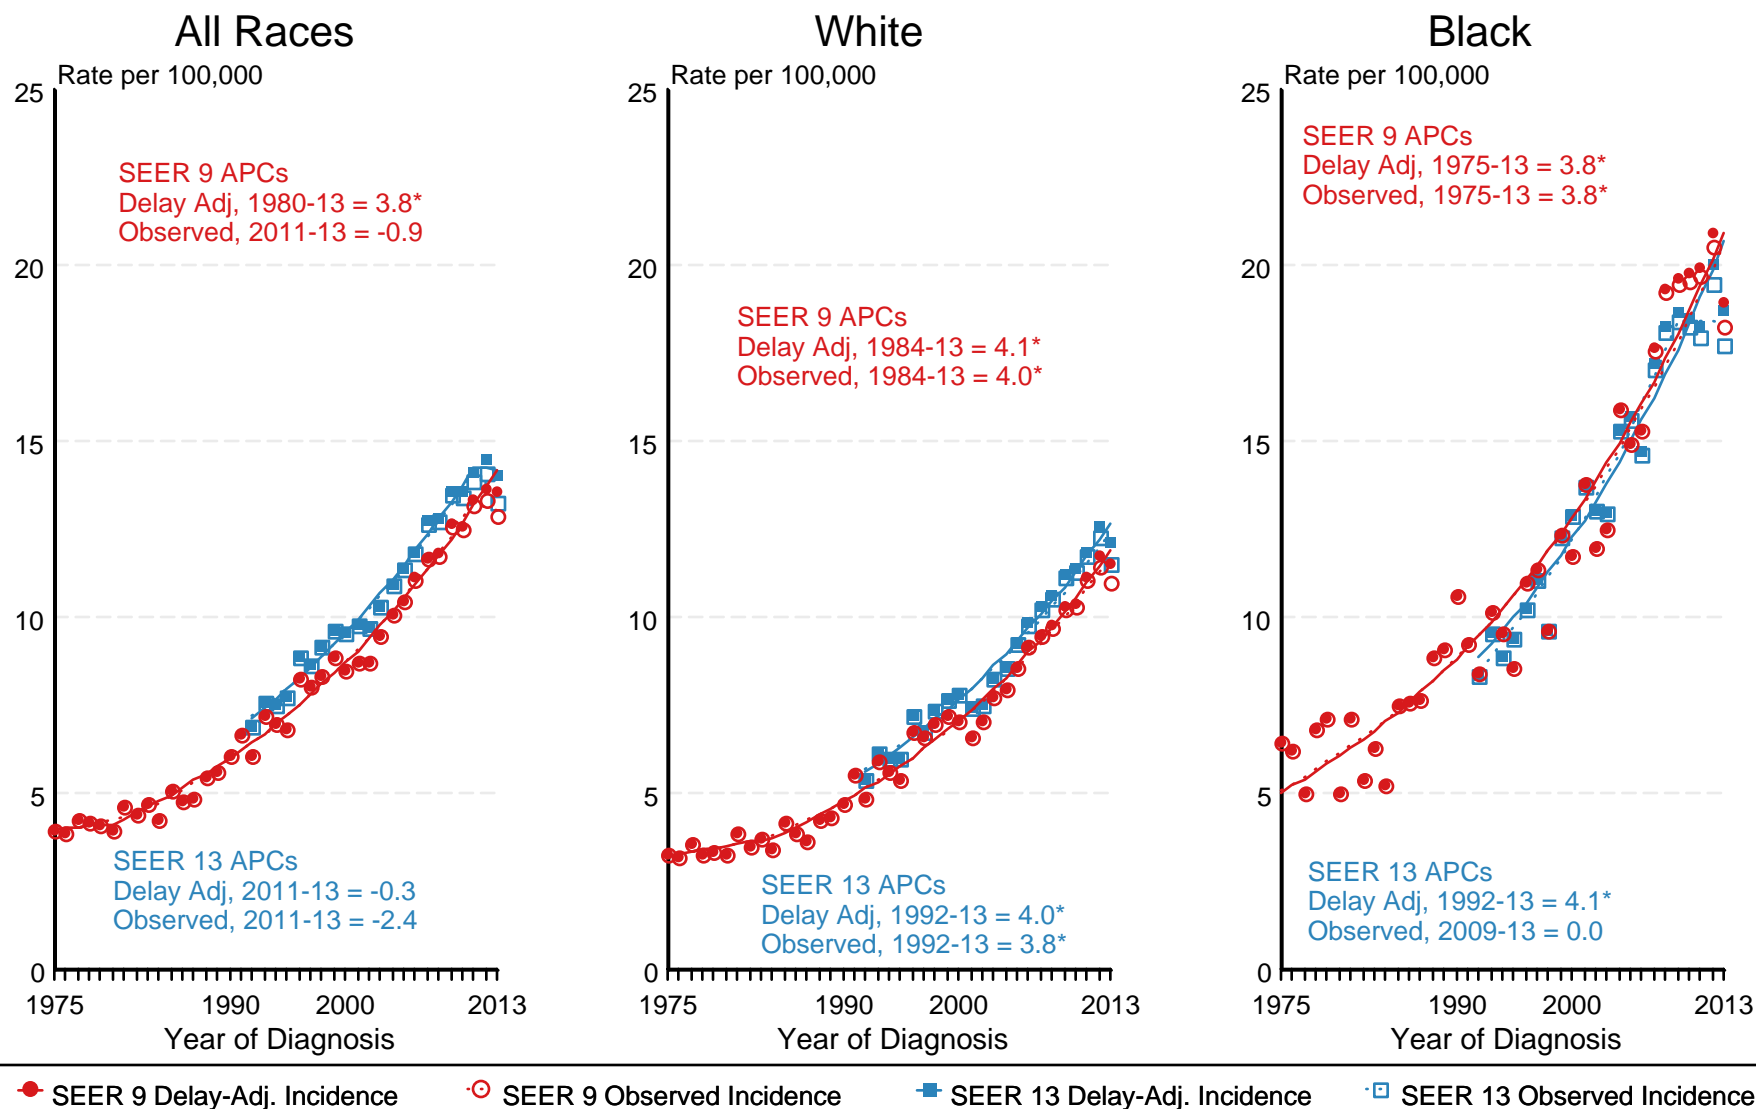 All Races
Rate per 100,000
25
20
15
10
5
0
SEER 9 APCs
Delay Adj, 1980-13 = 3.8*
Observed, 2011-13 = -0.9
SEER 13 APCs
Delay Adj, 2011-13 = -0.3
Observed, 2011-13 = -2.4
1975 1990 2000 2013
Year of Diagnosis
White
Rate per 100,000
25
20
15
10
5
0
SEER 9 APCs
Delay Adj, 1984-13 = 4.1*
Observed, 1984-13 = 4.0*
SEER 13 APCs
Delay Adj, 1992-13 = 4.0*
Observed, 1992-13 = 3.8*
1975 1990 2000 2013
Year of Diagnosis
Black
Rate per 100,000
25
20
15
10
5
0
SEER 9 APCs
Delay Adj, 1975-13 = 3.8*
Observed, 1975-13 = 3.8*
SEER 13 APCs
Delay Adj, 1992-13 = 4.1*
Observed, 2009-13 = 0.0
1975 1990 2000 2013
Year of Diagnosis
SEER 9 Delay-Adj. Incidence SEER 9 Observed Incidence SEER 13 Delay-Adj. Incidence SEER 13 Observed Incidence